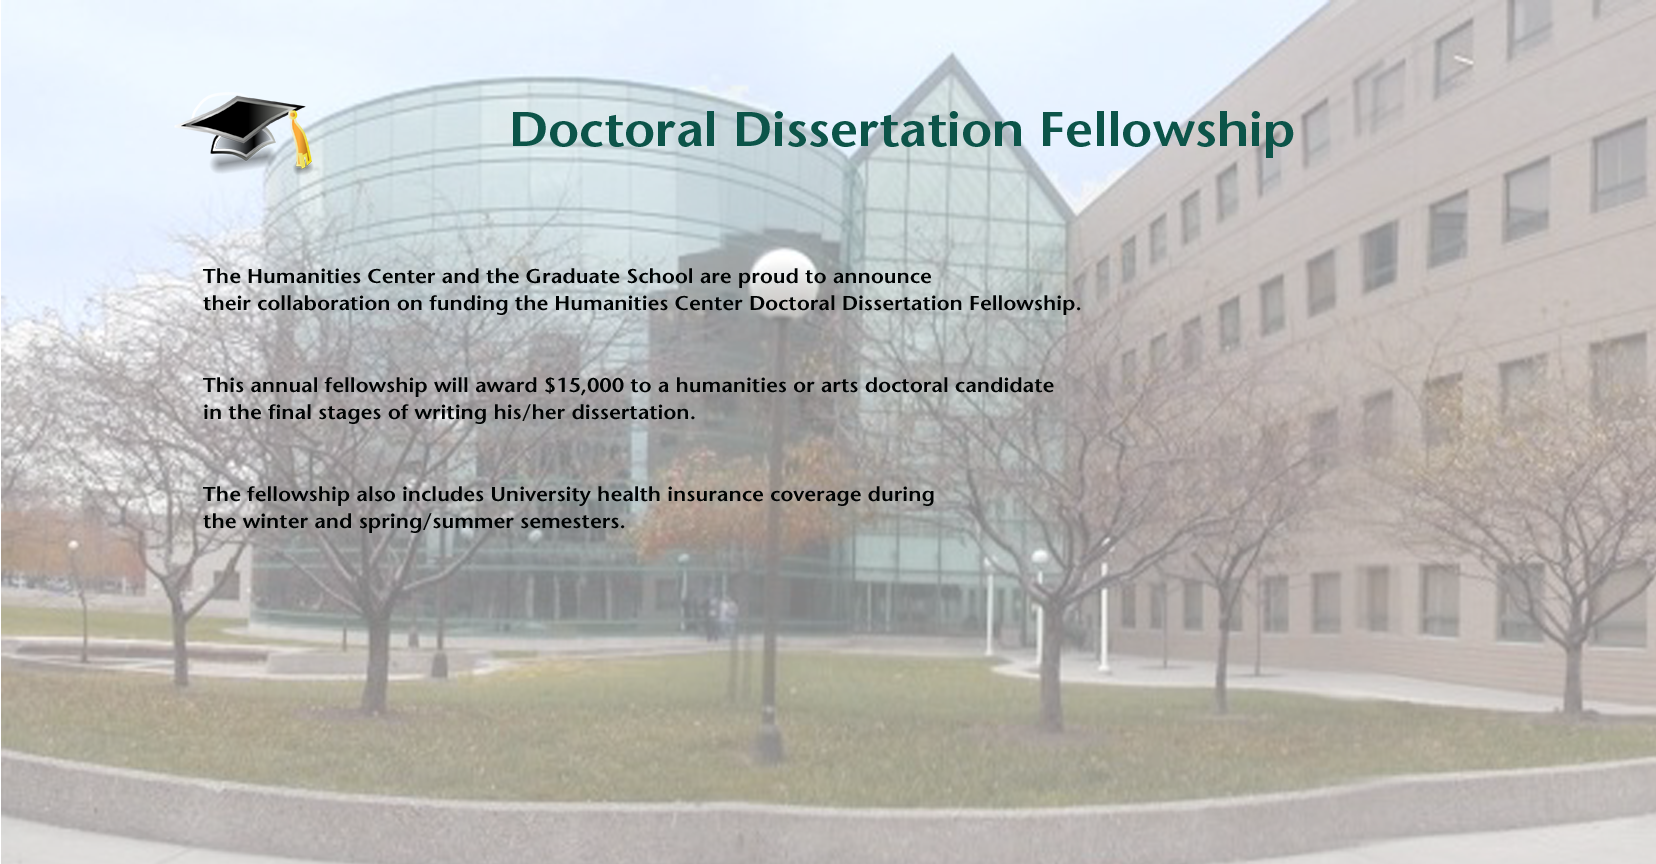 Doctoral Dissertation Fellowship
The Humanities Center and the Graduate School are proud to announce
their collaboration on funding the Humanities Center Doctoral Dissertation Fellowship.
This annual fellowship will award $15,000 to a humanities or arts doctoral candidate
in the final stages of writing his/her dissertation.
The fellowship also includes University health insurance coverage during
the winter and spring/summer semesters.